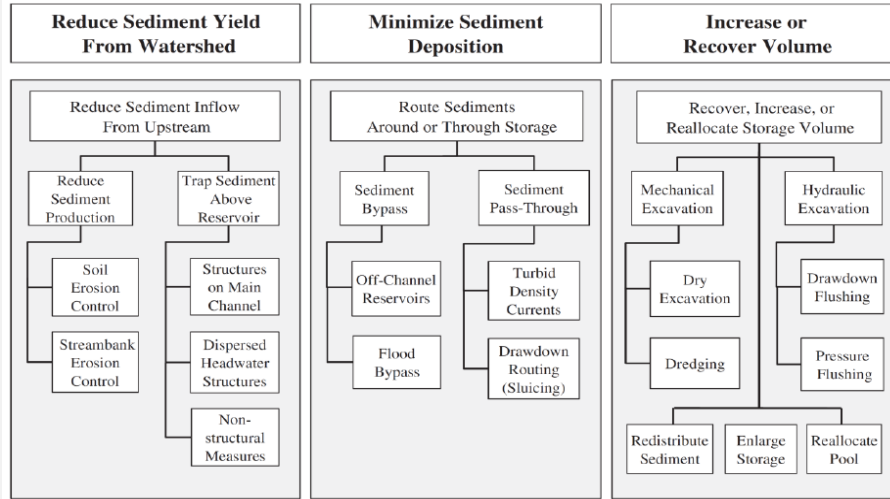 Reduce Sediment Yield
From Watershed
Minimize Sediment
Deposition
Increase or
Recover Volume
Reduce Sediment Inflow
From Upstream
Reduce
Sediment
Production
Trap Sediment
Above
Reservoir
Soil
Erosion
Control
Structures
on Main
Channel
Streambank
Erosion
Control
Dispersed
Headwater
Structures
Non-
structural
Measures
Route Sediments
Around or Through Storage
Sediment
Bypass
Sediment
Pass-Through
Off-Channel
Reservoirs
Turbid
Density
Currents
Flood
Bypass
Drawdown
Routing
(Sluicing)
Recover, Increase, or
Reallocate Storage Volume
Mechanical
Excavation
Hydraulic
Excavation
Dry
Excavation
Drawdown
Flushing
Dredging
Pressure
Flushing
Redistribute
Sediment
Enlarge
Storage
Reallocate
Pool